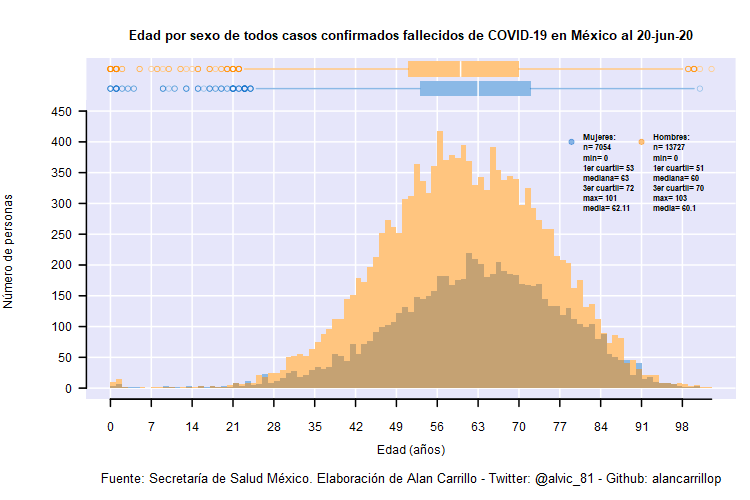 Edad por sexo de todos casos confirmados fallecidos de COVID-19 en México al 20-jun-20
450
400
350
300
250
200
150
100
50
0
Número de personas
Mujeres:
n= 7054
min= 0
1er cuartil= 53
mediana= 63
3er cuartil= 72
max= 101
media= 62.11
Hombres:
n= 13727
min= 0
1er cuartil= 51
mediana= 60
3er cuartil= 70
max= 103
media= 60.1
0 7 14 21 28 35 42 49 56 63 70 77 84 91 98
Edad (años)
Fuente: Secretaría de Salud México. Elaboración de Alan Carrillo - Twitter: @alvic_81 - Github: alancarrillop